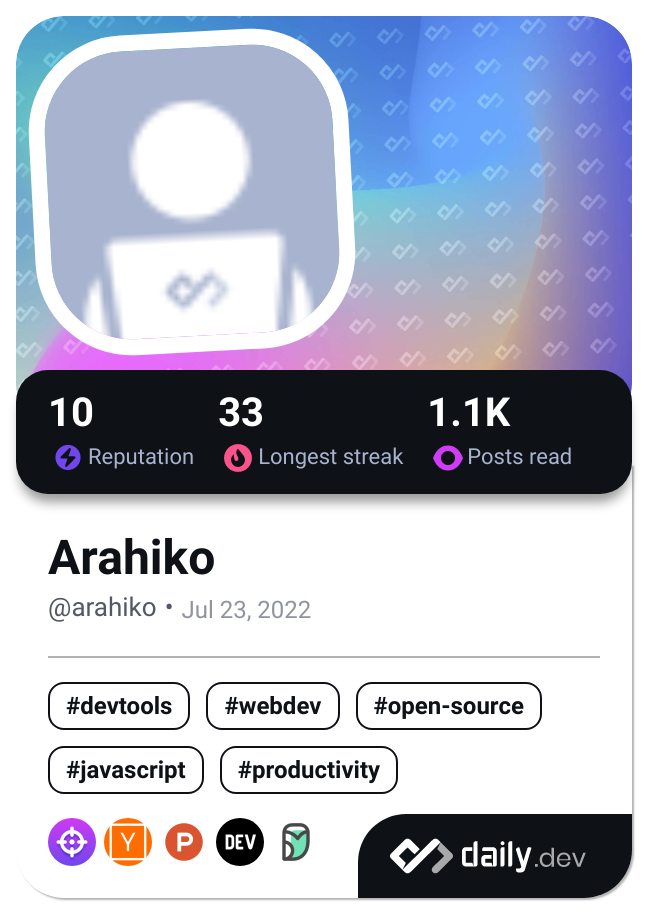 10 33 1.1K
Reputation Longest streak Posts read
Arahiko
@arahiko • Jul 23, 2022
#devtools #webdev #open-source
#javascript #productivity
Y P DEV
daily.dev